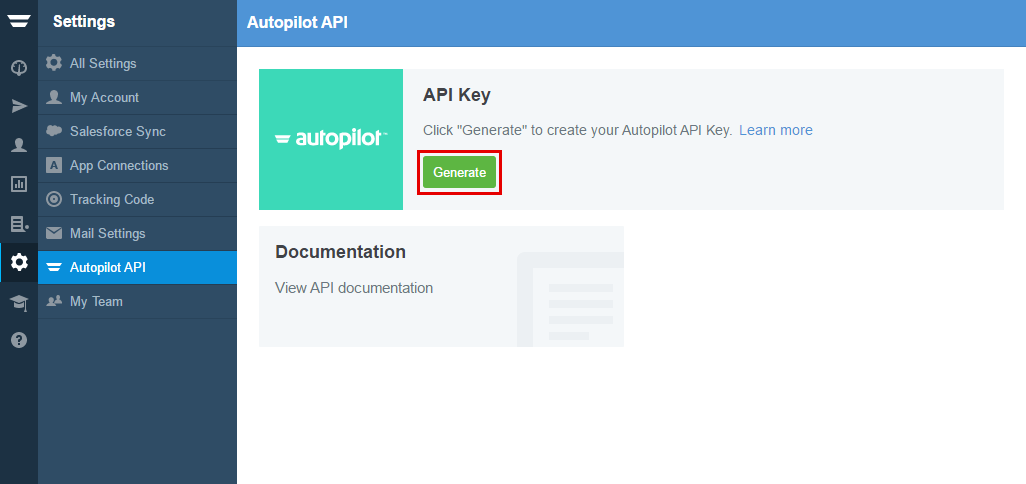 Settings
Autopilot API
All Settings
My Account
Salesforce Sync
A App Connections
Tracking Code
Mail Settings
Autopilot API
My Team
autopilot™
API Key
Click "Generate" to create your Autopilot API Key. Learn more
Generate
Documentation
View API documentation
?